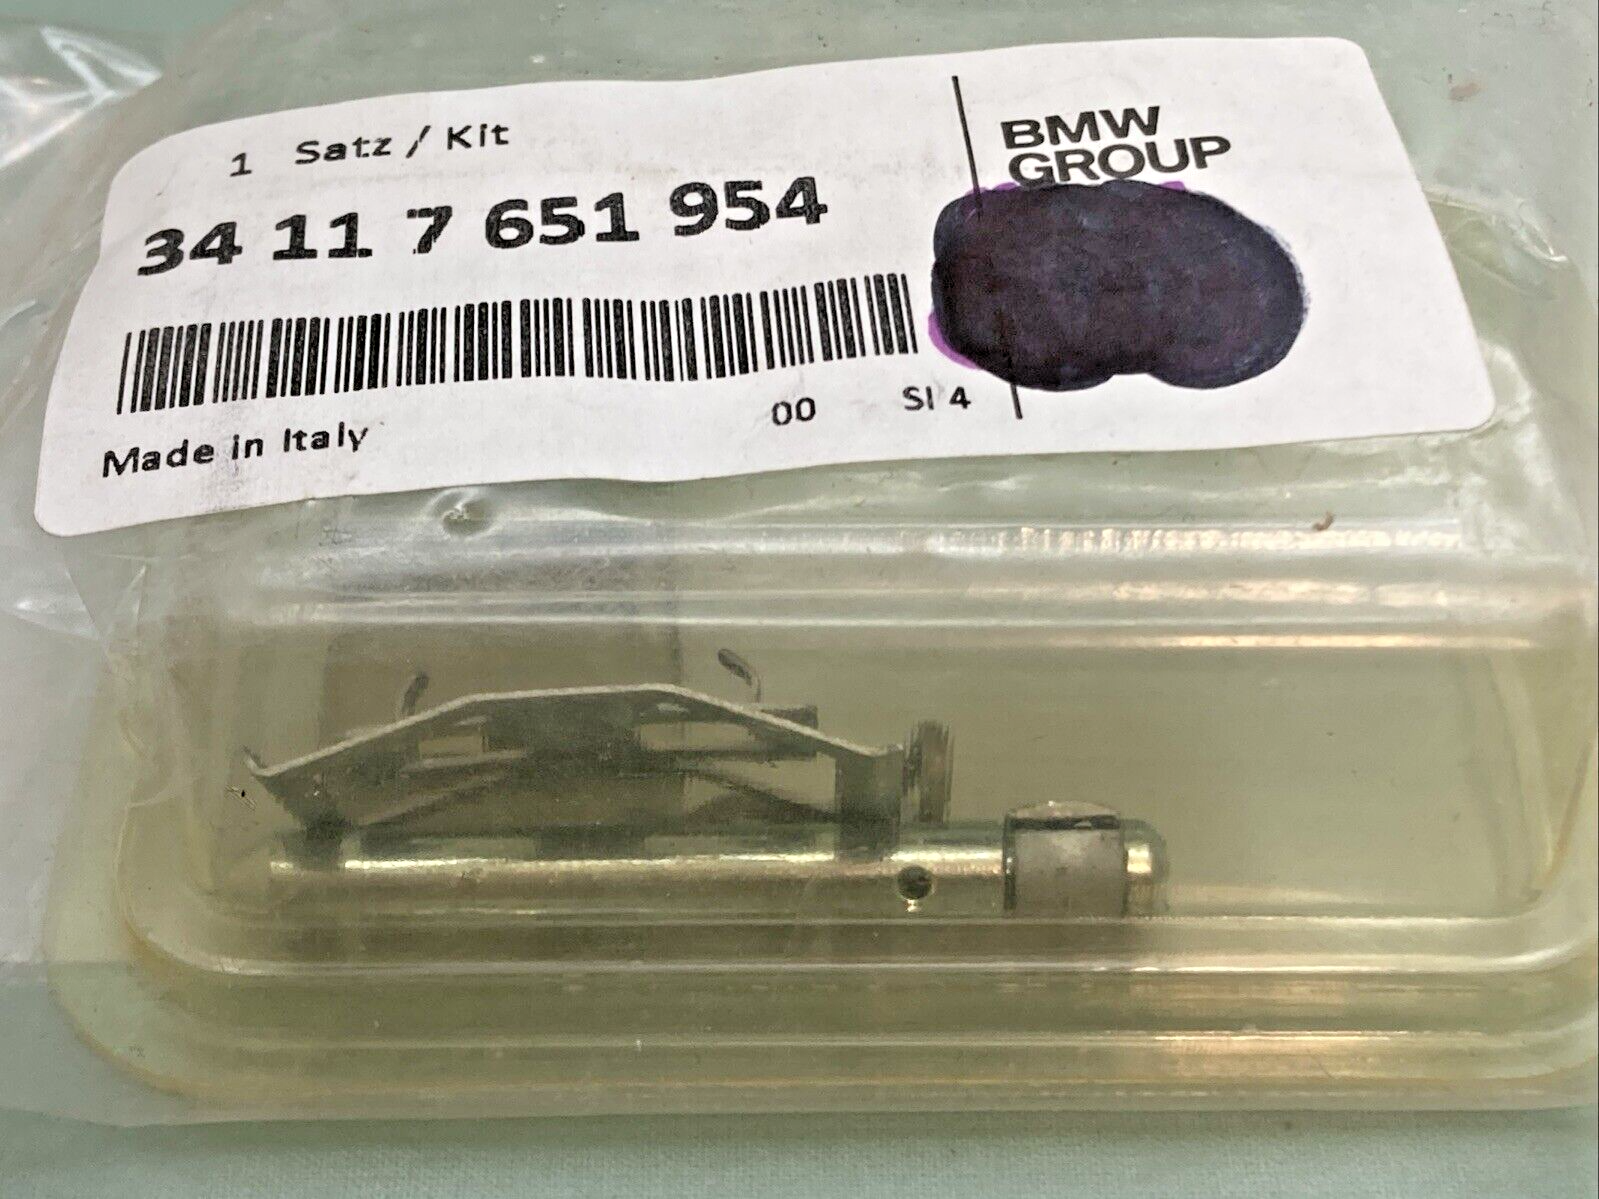 1 Satz / Kit
34 11 7 651 954
Made in Italy
00 SI 4
BMW
GROUP